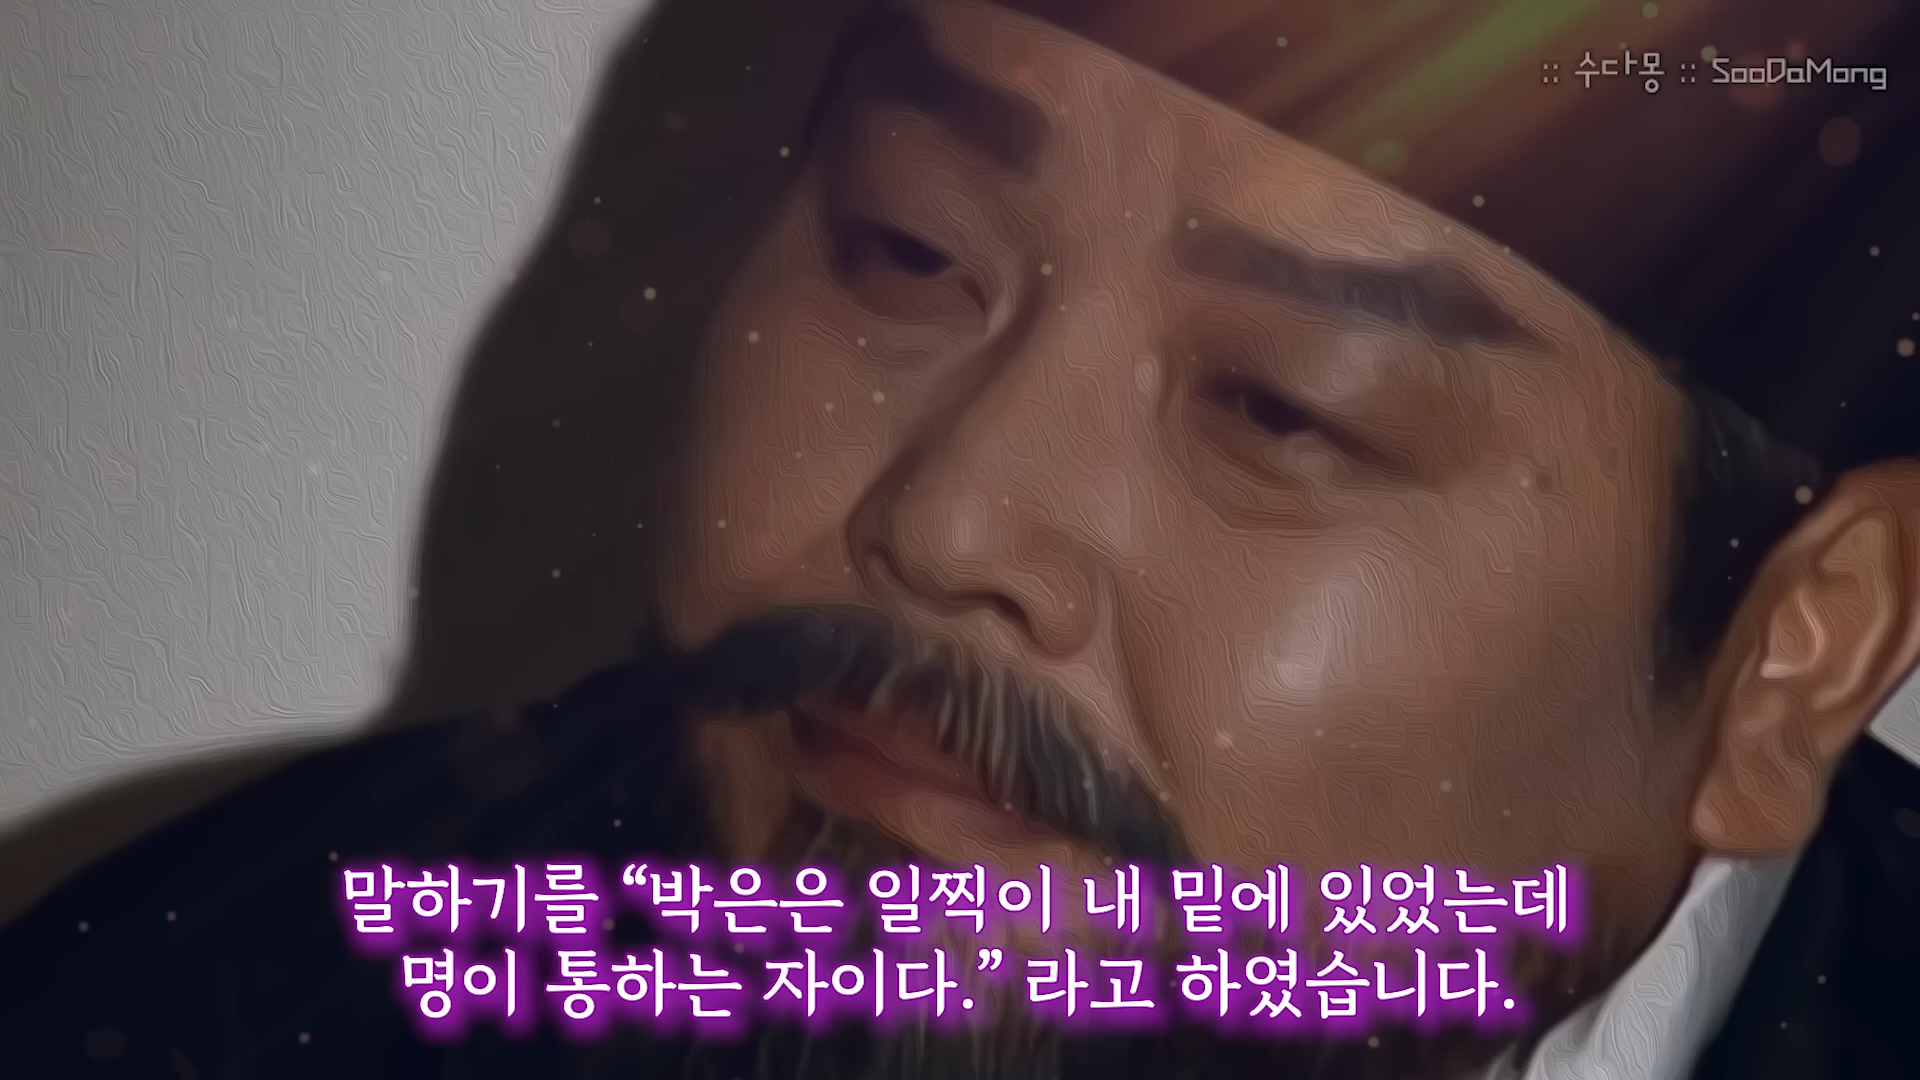 :: 수다몽 :: SooDaMong
말하기를 “박은은 일찍이 내 밑에 있었는데
명이 통하는 자이다.” 라고 하였습니다.